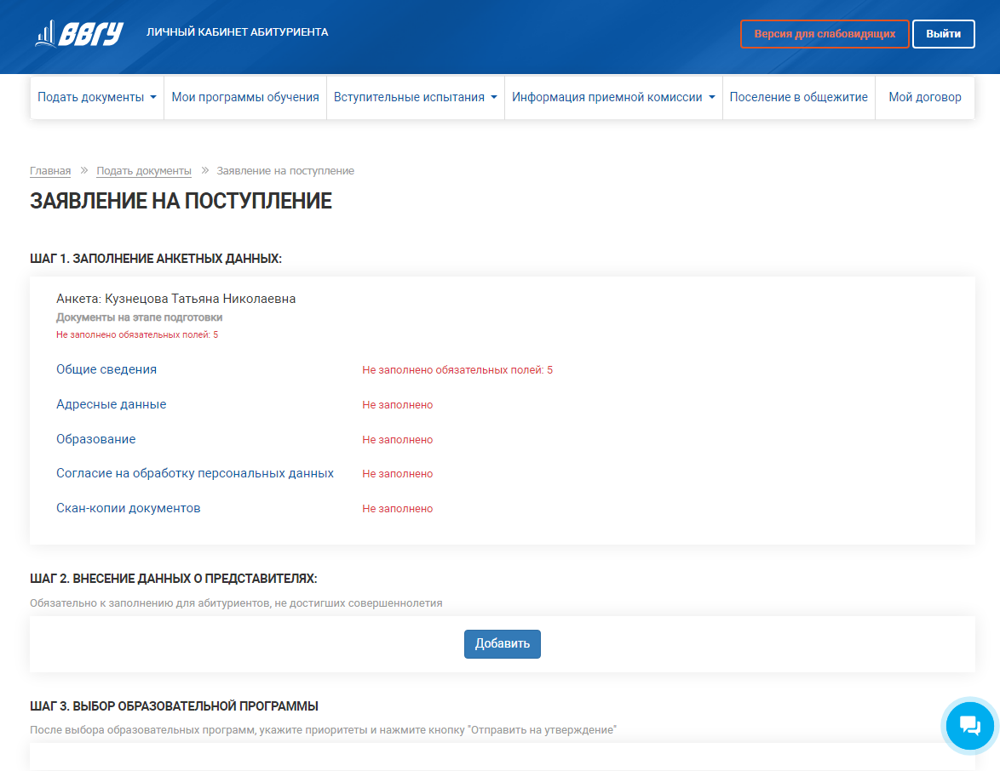 ВВГУ
ЛИЧНЫЙ КАБИНЕТ АБИТУРИЕНТА
Версия для слабовидящих
Выйти
Подать документы
Мои программы обучения
Вступительные испытания
Информация приемной комиссии
Поселение в общежитие
Мой договор
Главная » Подать документы » Заявление на поступление
ЗАЯВЛЕНИЕ НА ПОСТУПЛЕНИЕ
ШАГ 1. ЗАПОЛНЕНИЕ АНКЕТНЫХ ДАННЫХ:
Анкета: Кузнецова Татьяна Николаевна
Документы на этапе подготовки
Не заполнено обязательных полей: 5
Общие сведения Не заполнено обязательных полей: 5
Адресные данные Не заполнено
Образование Не заполнено
Согласие на обработку персональных данных Не заполнено
Скан-копии документов Не заполнено
ШАГ 2. ВНЕСЕНИЕ ДАННЫХ О ПРЕДСТАВИТЕЛЯХ:
Обязательно к заполнению для абитуриентов, не достигших совершеннолетия
Добавить
ШАГ 3. ВЫБОР ОБРАЗОВАТЕЛЬНОЙ ПРОГРАММЫ
После выбора образовательных программ, укажите приоритеты и нажмите кнопку "Отправить на утверждение"